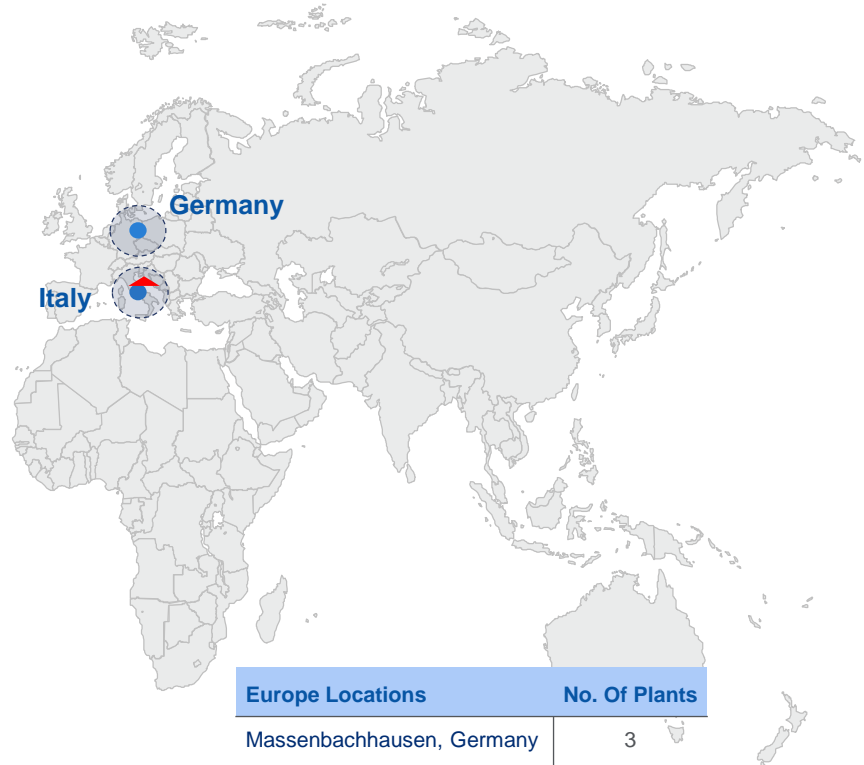 Germany
Italy
Europe Locations No. Of Plants
Massenbachhausen, Germany 3